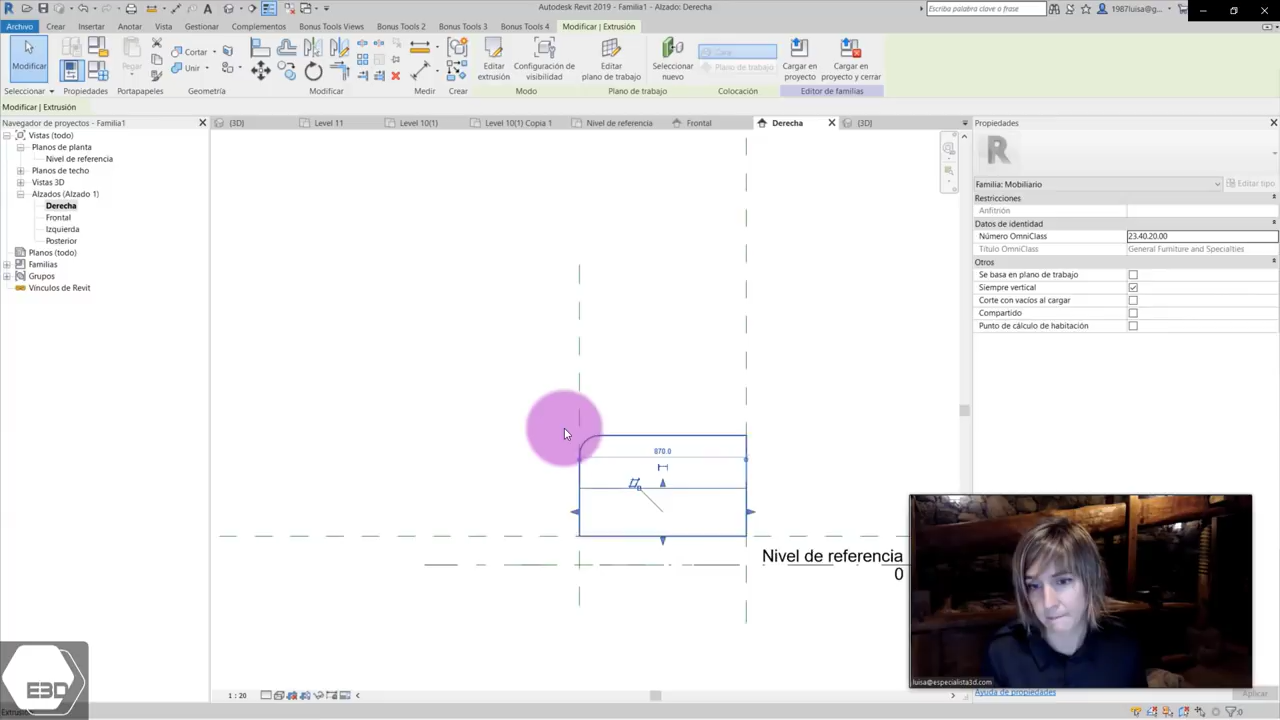 Autodesk Revit 2019 - Familia1 - Alzado: Derecha
Escriba palabra clave o frase
1987luisa@g...
Archivo Crear Insertar Anotar Vista Gestionar Complementos Bonus Tools Views Bonus Tools 2 Bonus Tools 3 Bonus Tools 4 Modificar | Extrusión
Modificar
Pegar
Cortar
Unir
Editar extrusión
Configuración de visibilidad
Editar plano de trabajo
Seleccionar nuevo
Cara
Plano de trabajo
Cargar en proyecto
Cargar en proyecto y cerrar
Seleccionar Propiedades Portapapeles Geometría Modificar Medir Crear Modo Plano de trabajo Colocación Editor de familias
Modificar | Extrusión
Navegador de proyectos - Familia1
Vistas (todo)
Planos de planta
Nivel de referencia
Planos de techo
Vistas 3D
Alzados (Alzado 1)
Derecha
Frontal
Izquierda
Posterior
Planos (todo)
Familias
Grupos
Vínculos de Revit
{3D} Level 11 Level 10(1) Level 10(1) Copia 1 Nivel de referencia Frontal Derecha {3D}
870.0
Nivel de referencia
0
Propiedades
R
Familia: Mobiliario
Editar tipo
Restricciones
Anfitrión
Datos de identidad
Número OmniClass 23.40.20.00
Título OmniClass General Furniture and Specialties
Otros
Se basa en plano de trabajo
Siempre vertical
Corte con vacíos al cargar
Compartido
Punto de cálculo de habitación
luisa@especialista3d.com
Ayuda de propiedades
Aplicar
1 : 20
E3D
:0